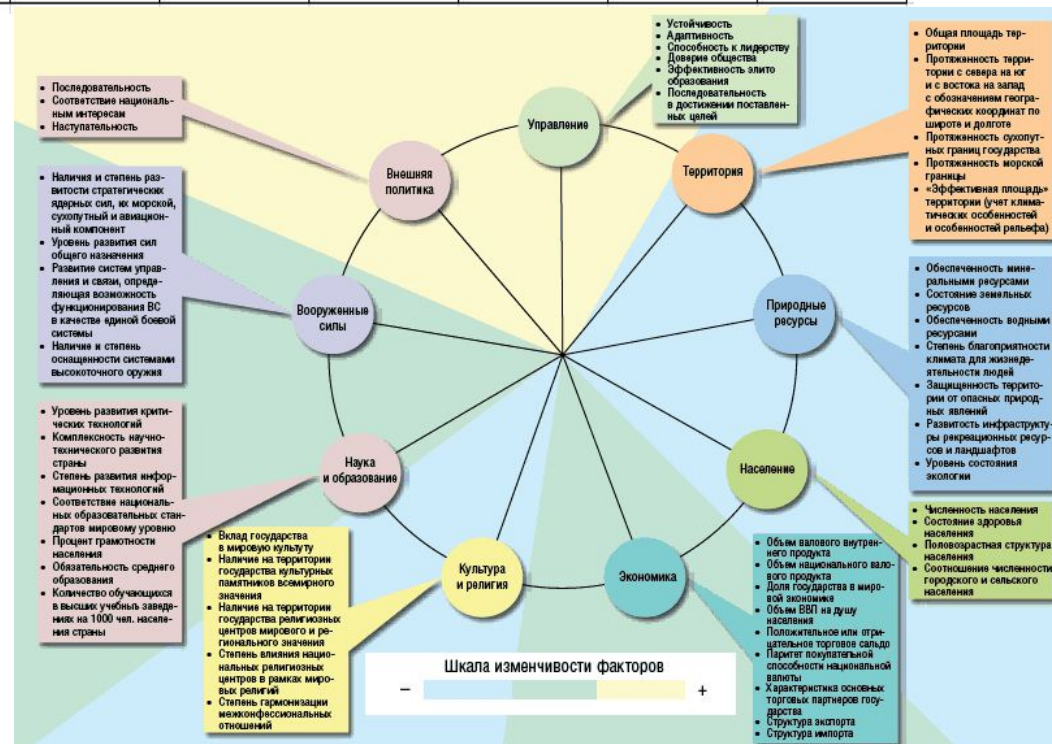 Управление
• Устойчивость
• Адаптивность
• Способность к лидерству
• Доверие общества
• Эффективность элито
образования
• Последовательность
в достижении поставлен-
ных целей
Территория
• Общая площадь тер-
ритории
• Протяженность терри-
тории с севера на юг
и с востока на запад
с обозначением геогра-
фических координат по
широте и долготе
• Протяженность сухопут-
ных границ государства
• Протяженность морской
границы
• «Эффективная площадь»
территории (учет клима-
тических особенностей
и особенностей рельефа)
Природные
ресурсы
• Обеспеченность мине-
ральными ресурсами
• Состояние земельных
ресурсов
• Обеспеченность водными
ресурсами
• Степень благоприятности
климата для жизнеде-
ятельности людей
• Защищенность террито-
рии от опасных природ-
ных явлений
• Развитость инфраструкту-
ры рекреационных ресур-
сов и ландшафтов
• Уровень состояния
экологии
Население
• Численность населения
• Состояние здоровья
населения
• Половозрастная структура
населения
• Соотношение численности
городского и сельского
населения
Экономика
• Объем валового внутрен-
него продукта
• Объем национального вало-
вого продукта
• Доля государства в миро-
вой экономике
• Объем ВВП на душу
населения
• Положительное или отри-
цательное торговое сальдо
• Паритет покупательной
способности национальной
валюты
• Характеристика основных
торговых партнеров госу-
дарства
• Структура экспорта
• Структура импорта
Культура
и религия
• Вклад государства
в мировую культуту
• Наличие на территории
государства культурных
памятников всемирного
значения
• Наличие на территории
государства религиозных
центров мирового и ре-
гионального значения
• Степень влияния нацио-
нальных религиозных
центров в рамках миро-
вых религий
• Степень гармонизации
межконфессиональных
отношений
Наука
и образование
• Уровень развития крити-
ческих технологий
• Комплексность научно-
технического развития
страны
• Степень развития инфор-
мационных технологий
• Соответствие националь-
ных образовательных стан-
дартов мировому уровню
• Процент грамотности
населения
• Обязательность среднего
образования
• Количество обучающихся
в высших учебных заведе-
ниях на 1000 чел. населе-
ния страны
Вооруженные
силы
• Наличия и степень раз-
витости стратегических
ядерных сил, их морской,
сухопутный и авиацион-
ный компонент
• Уровень развития сил
общего назначения
• Развитие систем управ-
ления и связи, опреде-
ляющая возможность
функционирования ВС
в качестве единой боевой
системы
• Наличие и степень
оснащенности системами
высокоточного оружия
Внешняя
политика
• Последовательность
• Соответствие националь-
ным интересам
• Наступательность
Шкала изменчивости факторов
– +